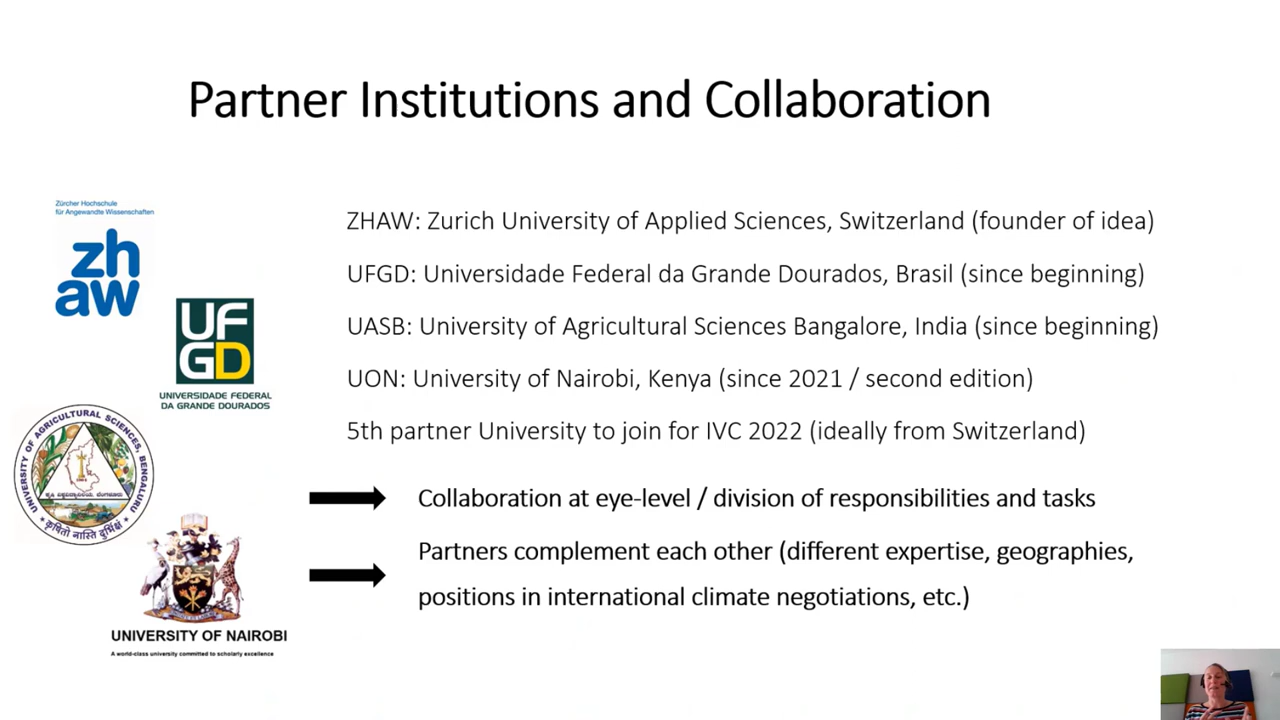 Partner Institutions and Collaboration
Zürcher Hochschule
für Angewandte Wissenschaften
zh
aw
ZHAW: Zurich University of Applied Sciences, Switzerland (founder of idea)
UFGD: Universidade Federal da Grande Dourados, Brasil (since beginning)
UASB: University of Agricultural Sciences Bangalore, India (since beginning)
UON: University of Nairobi, Kenya (since 2021 / second edition)
5th partner University to join for IVC 2022 (ideally from Switzerland)
UF
GD
UNIVERSIDADE FEDERAL
DA GRANDE DOURADOS
UNIVERSITY OF AGRICULTURAL SCIENCES, BENGALURU
कृषितो नास्ति दुर्भिक्षं
Collaboration at eye-level / division of responsibilities and tasks
Partners complement each other (different expertise, geographies,
positions in international climate negotiations, etc.)
UNIVERSITY OF NAIROBI
A world-class university committed to scholarly excellence